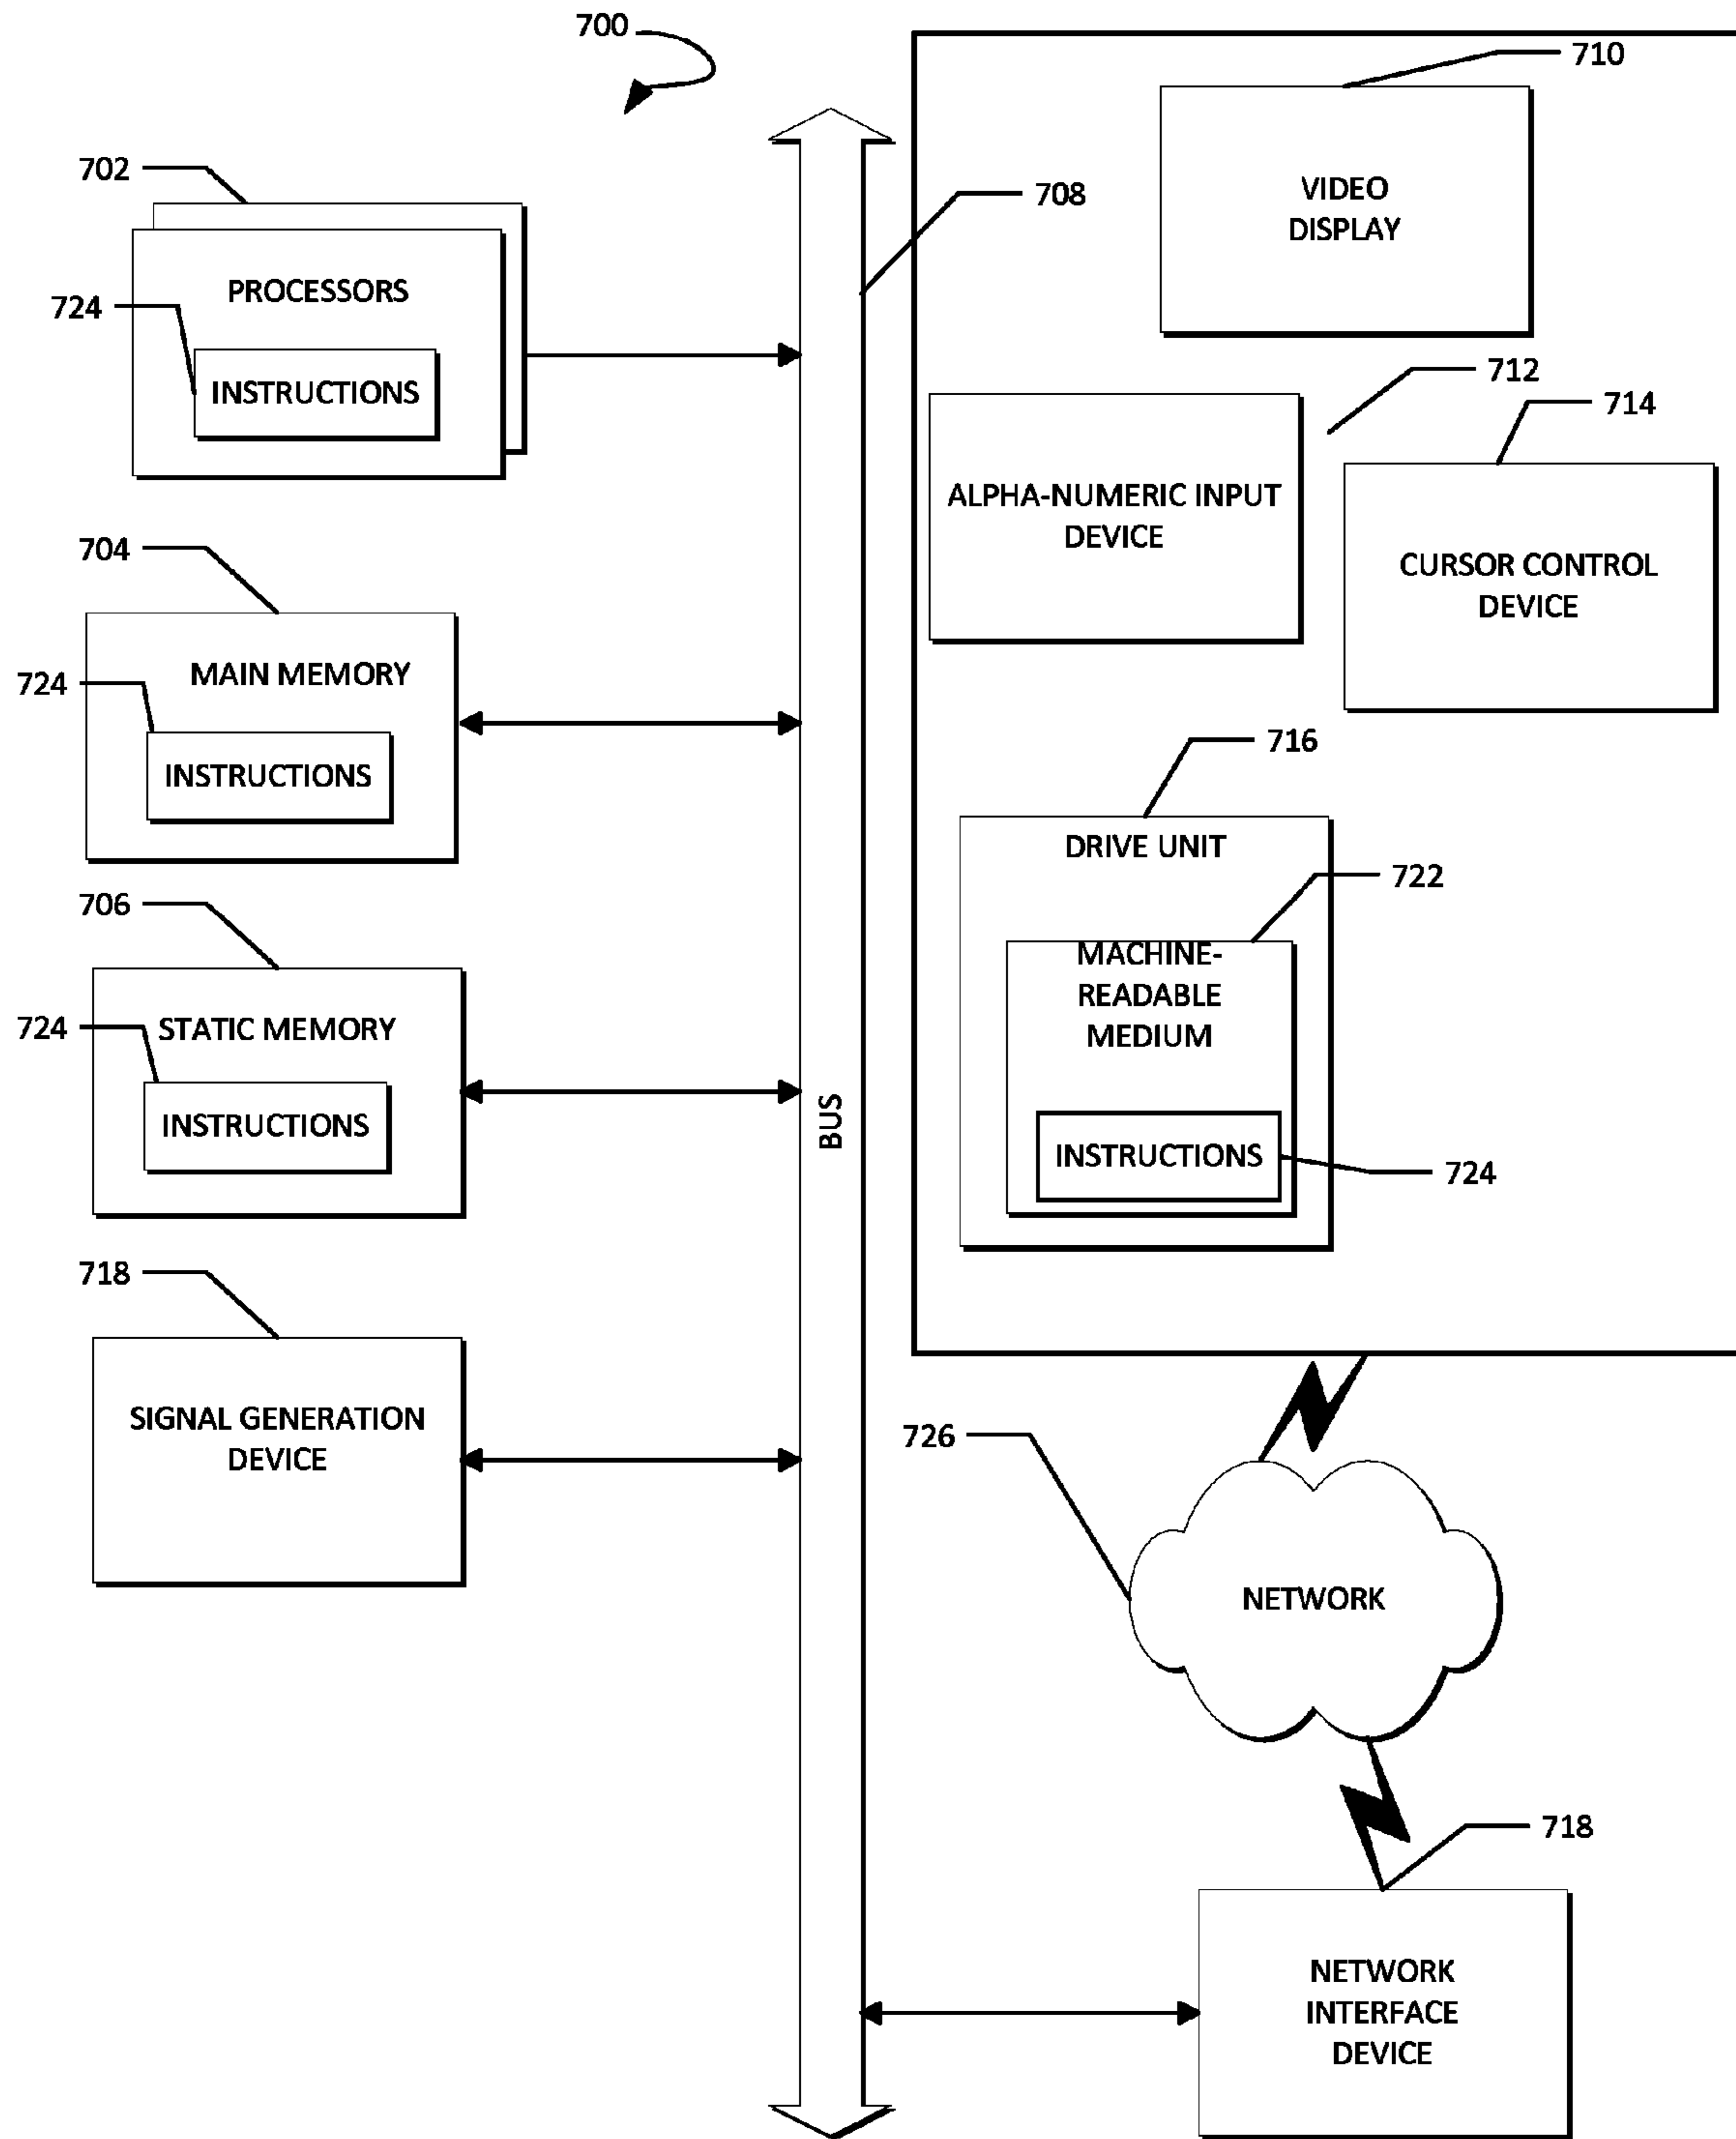 700
710
VIDEO
DISPLAY
702
708
PROCESSORS
724
INSTRUCTIONS
712
714
ALPHA-NUMERIC INPUT
DEVICE
CURSOR CONTROL
DEVICE
704
MAIN MEMORY
724
INSTRUCTIONS
716
DRIVE UNIT
722
MACHINE-
READABLE
MEDIUM
INSTRUCTIONS
724
706
STATIC MEMORY
724
INSTRUCTIONS
BUS
718
SIGNAL GENERATION
DEVICE
726
NETWORK
718
NETWORK
INTERFACE
DEVICE